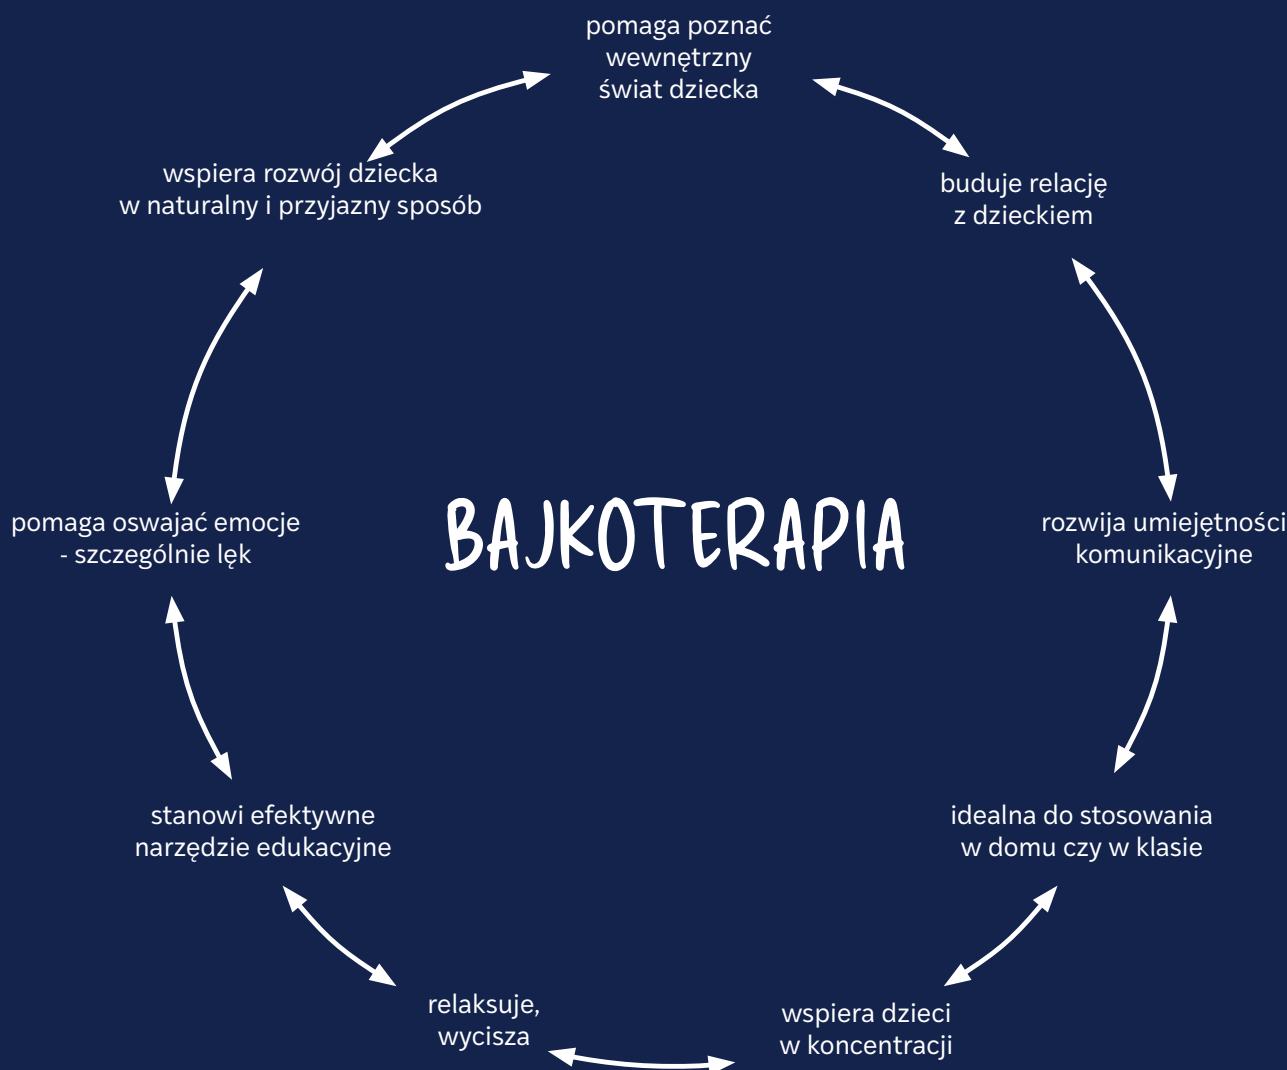 pomaga poznać
wewnętrzny
świat dziecka
buduje relację
z dzieckiem
rozwija umiejętności
komunikacyjne
idealna do stosowania
w domu czy w klasie
wspiera dzieci
w koncentracji
relaksuje,
wycisza
stanowi efektywne
narzędzie edukacyjne
pomaga oswajać emocje
- szczególnie lęk
wspiera rozwój dziecka
w naturalny i przyjazny sposób
BAJKOTERAPIA